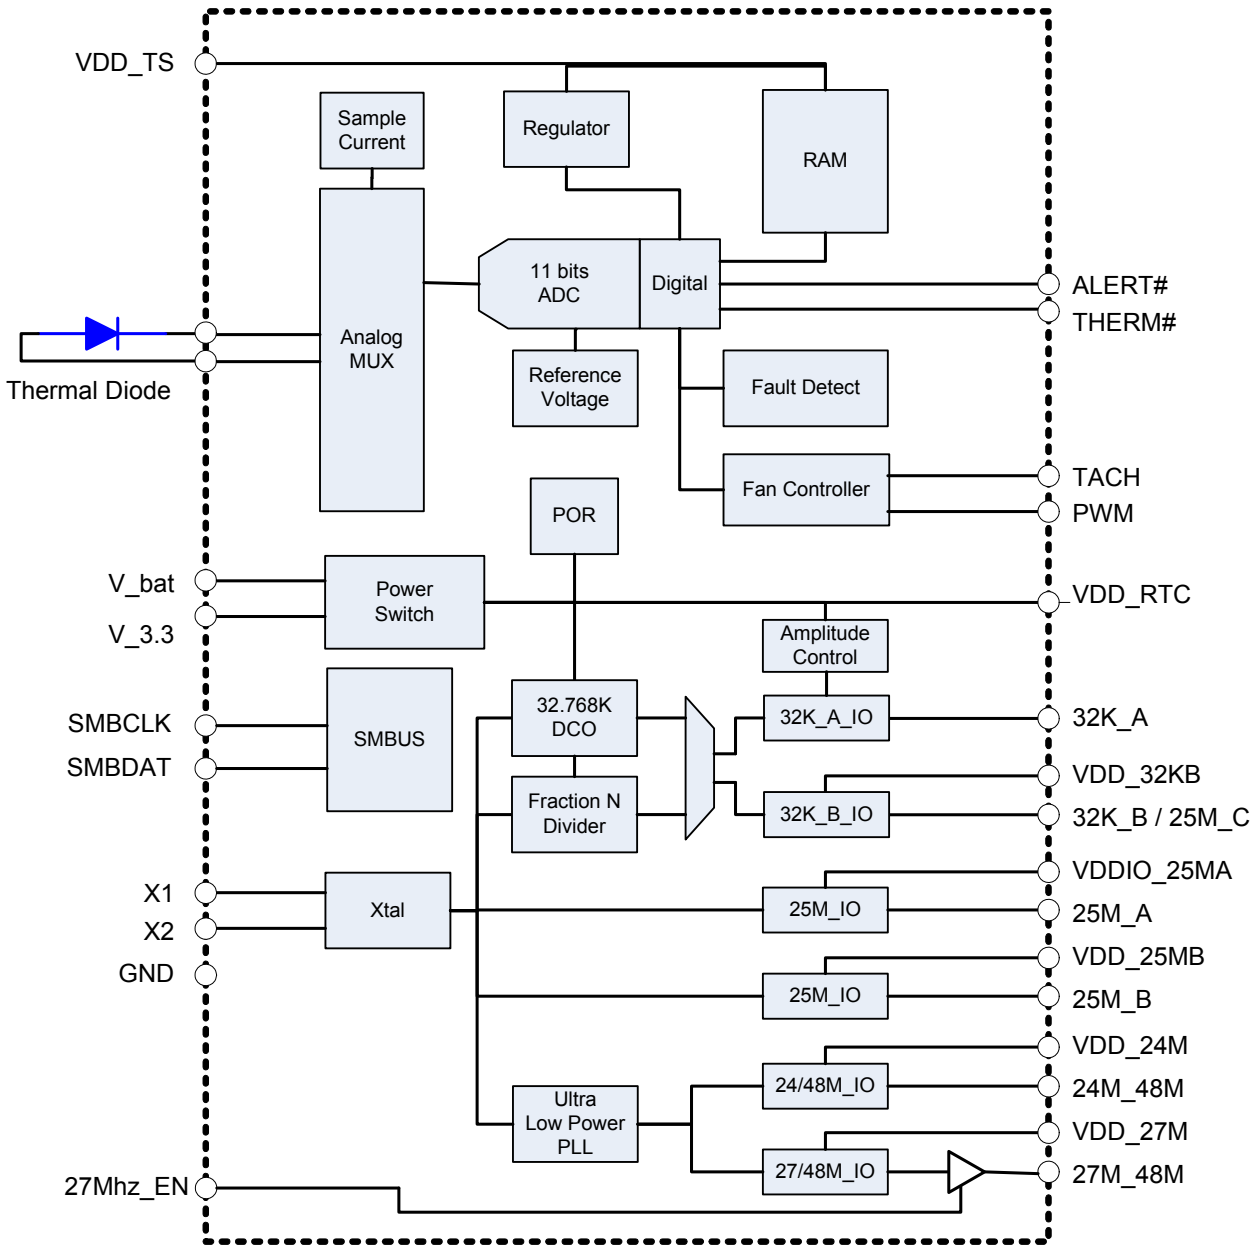 VDD_TS
Sample
Current
Regulator
RAM
11 bits
ADC
Digital
ALERT#
THERM#
Analog
MUX
Thermal Diode
Reference
Voltage
Fault Detect
Fan Controller
TACH
PWM
POR
V_bat
V_3.3
Power
Switch
_VDD_RTC
Amplitude
Control
SMBCLK
SMBDAT
SMBUS
32.768K
DCO
32K_A_IO
32K_A
Fraction N
Divider
VDD_32KB
32K_B_IO
32K_B / 25M_C
X1
X2
Xtal
VDDIO_25MA
25M_IO
25M_A
GND
VDD_25MB
25M_IO
25M_B
VDD_24M
24/48M_IO
24M_48M
Ultra
Low Power
PLL
VDD_27M
27/48M_IO
27M_48M
27Mhz_EN